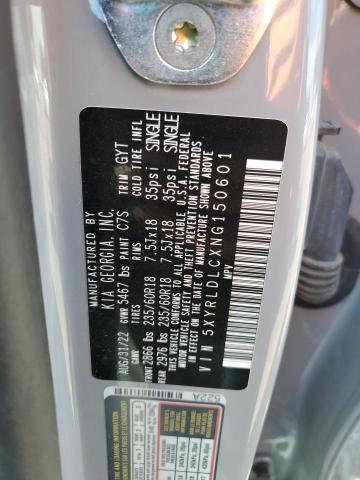 MANUFACTURED BY
KIA GEORGIA, INC.
AUG/31/22 GVWR 5467 lbs PAINT C7S TRIM GYT
TIRES RIMS COLD TIRE INFL
FRONT 2866 lbs 235/60R18 7.5Jx18 35psi SINGLE
REAR 2976 lbs 235/60R18 7.5Jx18 35psi SINGLE
THIS VEHICLE CONFORMS TO ALL APPLICABLE U.S.A. FEDERAL
MOTOR VEHICLE SAFETY AND THEFT PREVENTION STANDARDS
IN EFFECT ON THE DATE OF MANUFACTURE SHOWN ABOVE
VIN 5XYRLDLCXNG150601
MPV
522A